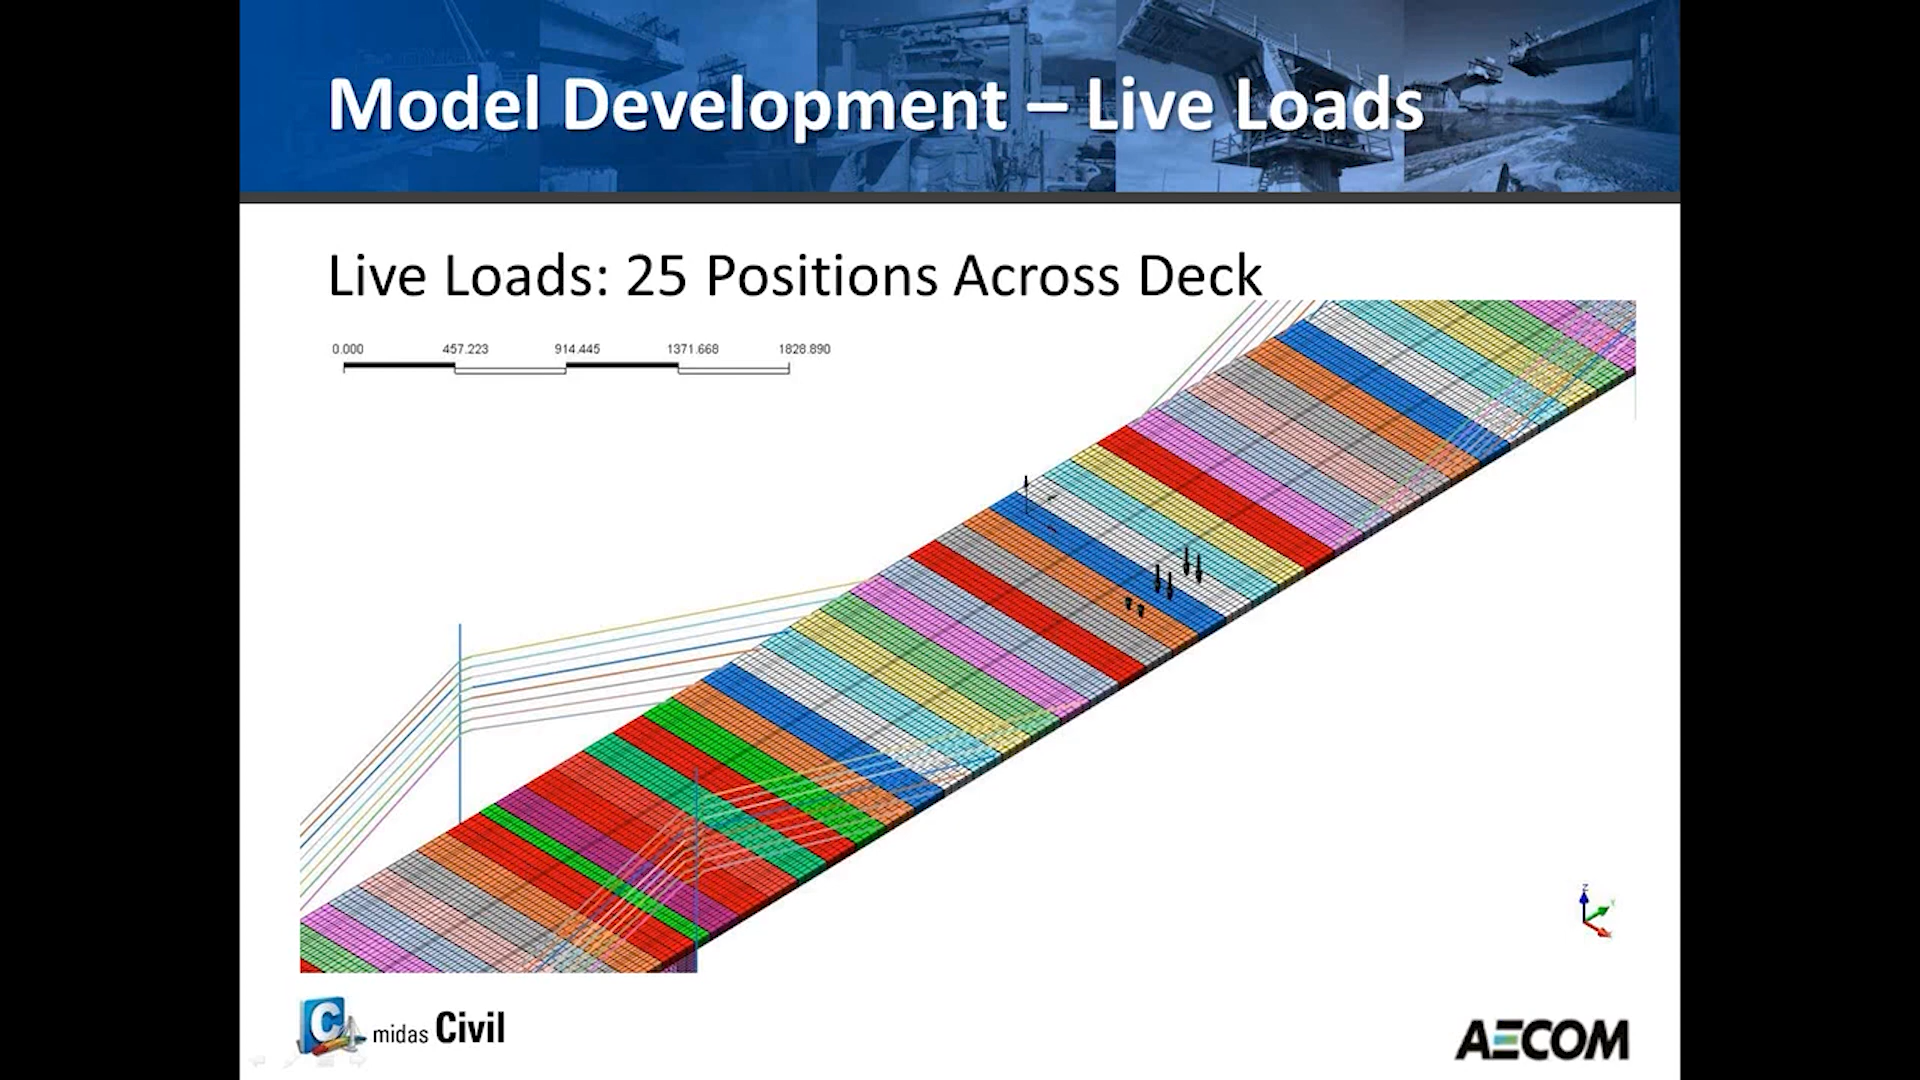 Model Development – Live Loads
Live Loads: 25 Positions Across Deck
0.000 457.223 914.445 1371.668 1828.890
Z
C midas Civil
AECOM